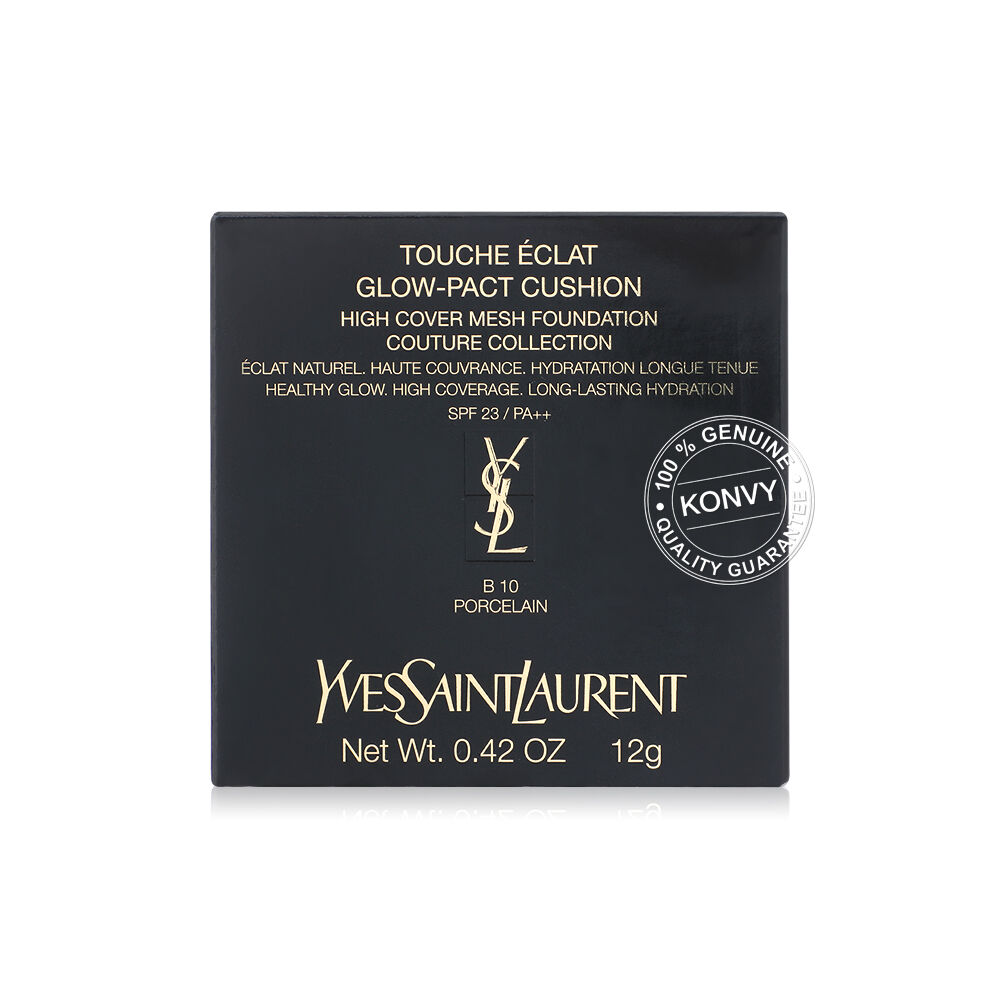 TOUCHE ÉCLAT
GLOW-PACT CUSHION
HIGH COVER MESH FOUNDATION
COUTURE COLLECTION
ÉCLAT NATUREL. HAUTE COUVRANCE. HYDRATATION LONGUE TENUE
HEALTHY GLOW. HIGH COVERAGE. LONG-LASTING HYDRATION
SPF 23 / PA++
100 % GENUINE
KONVY
QUALITY GUARANTEE
YSL
B 10
PORCELAIN
YVESSAINTLAURENT
Net Wt. 0.42 OZ 12g